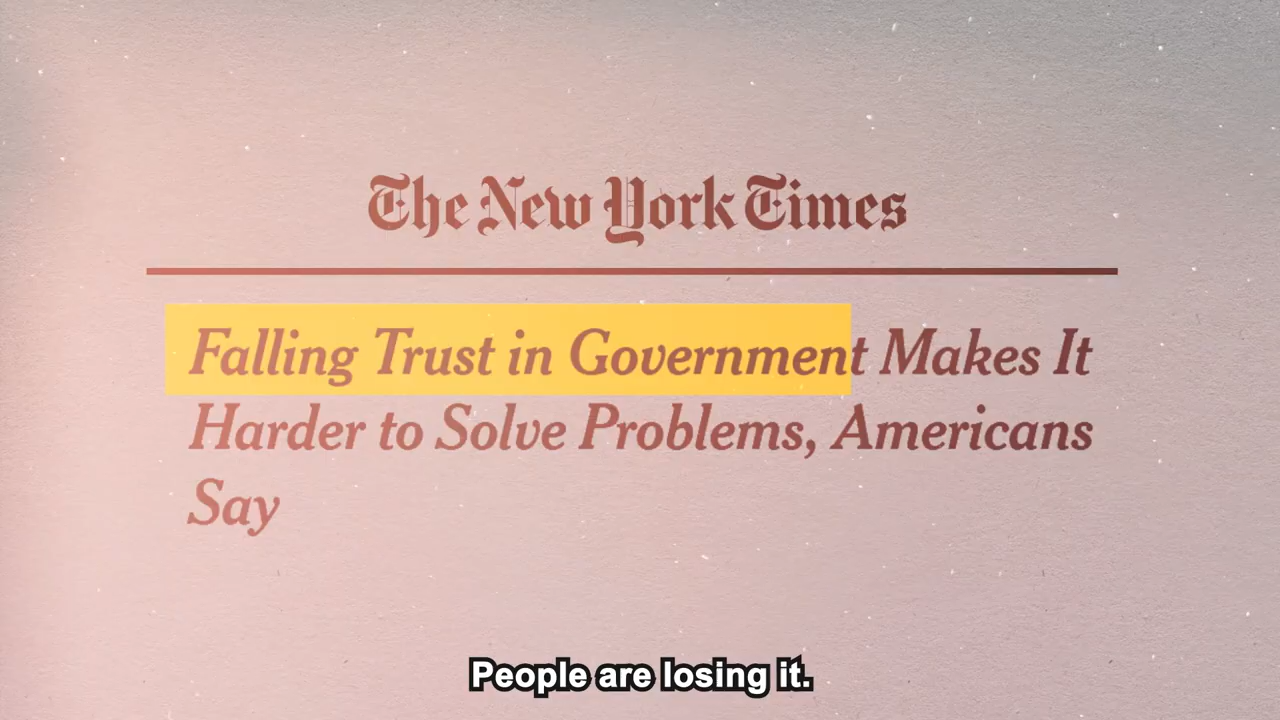 The New York Times
Falling Trust in Government Makes It
Harder to Solve Problems, Americans
Say
People are losing it.